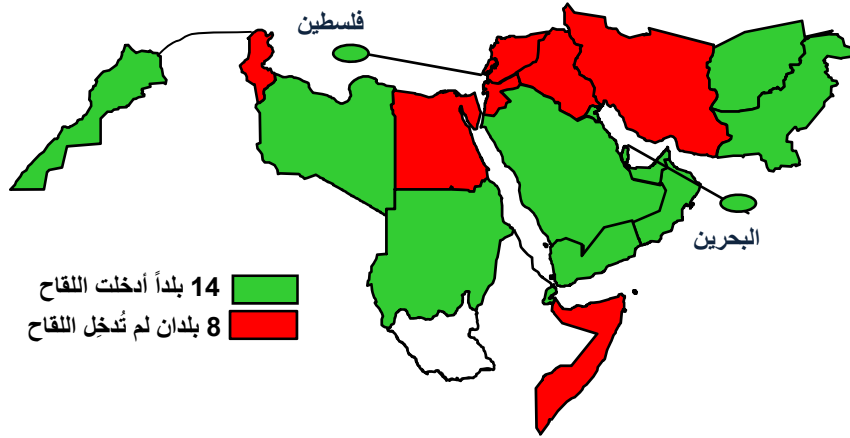 فلسطين
البحرين
14 بلداً أدخلت اللقاح
8 بلدان لم تُدخِل اللقاح